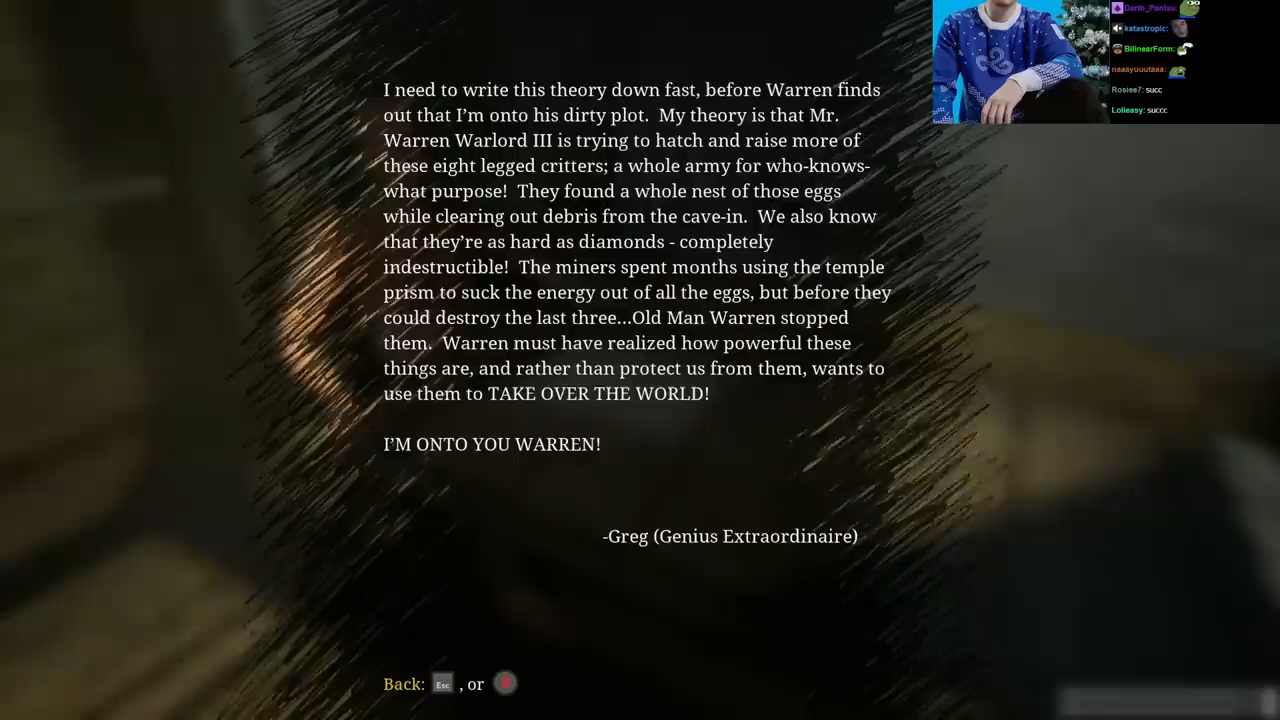 I need to write this theory down fast, before Warren finds
out that I’m onto his dirty plot.  My theory is that Mr.
Warren Warlord III is trying to hatch and raise more of
these eight legged critters; a whole army for who-knows-
what purpose!  They found a whole nest of those eggs
while clearing out debris from the cave-in.  We also know
that they’re as hard as diamonds - completely
indestructible!  The miners spent months using the temple
prism to suck the energy out of all the eggs, but before they
could destroy the last three...Old Man Warren stopped
them.  Warren must have realized how powerful these
things are, and rather than protect us from them, wants to
use them to TAKE OVER THE WORLD!
I’M ONTO YOU WARREN!
-Greg (Genius Extraordinaire)
Back: Esc , or
Darth_Pantsu:
katastropic:
BilinearForm:
naaayuuutaaa:
Rosiee7: succ
Lolleasy: succc